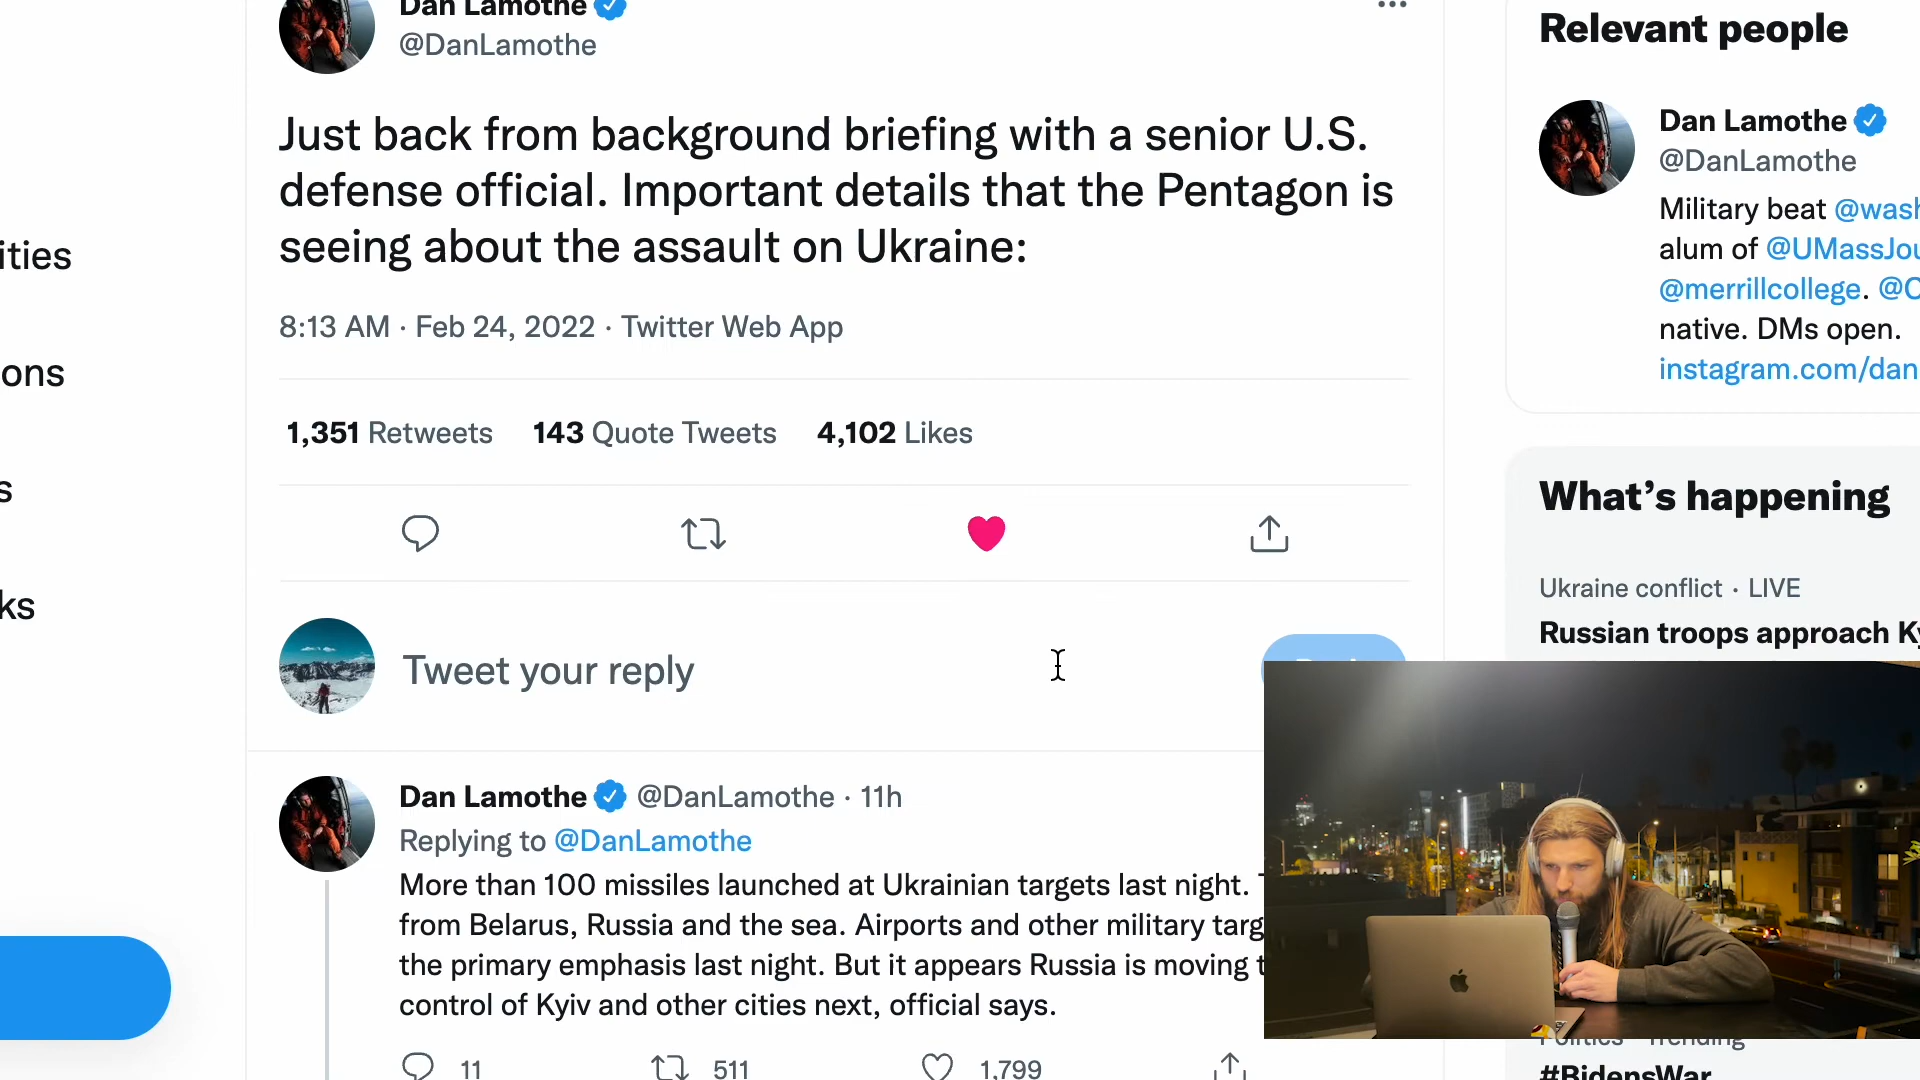 Dan Lamothe
@DanLamothe
Just back from background briefing with a senior U.S.
defense official. Important details that the Pentagon is
seeing about the assault on Ukraine:
8:13 AM · Feb 24, 2022 · Twitter Web App
1,351 Retweets 143 Quote Tweets 4,102 Likes
Tweet your reply
Dan Lamothe @DanLamothe · 11h
Replying to @DanLamothe
More than 100 missiles launched at Ukrainian targets last night.
from Belarus, Russia and the sea. Airports and other military targ
the primary emphasis last night. But it appears Russia is moving t
control of Kyiv and other cities next, official says.
11 511 1,799
ities
ons
s
ks
Relevant people
Dan Lamothe
@DanLamothe
Military beat @wash
alum of @UMassJou
@merrillcollege. @C
native. DMs open.
instagram.com/dan
What's happening
Ukraine conflict · LIVE
Russian troops approach Ky
Politics · Trending
#BidensWar